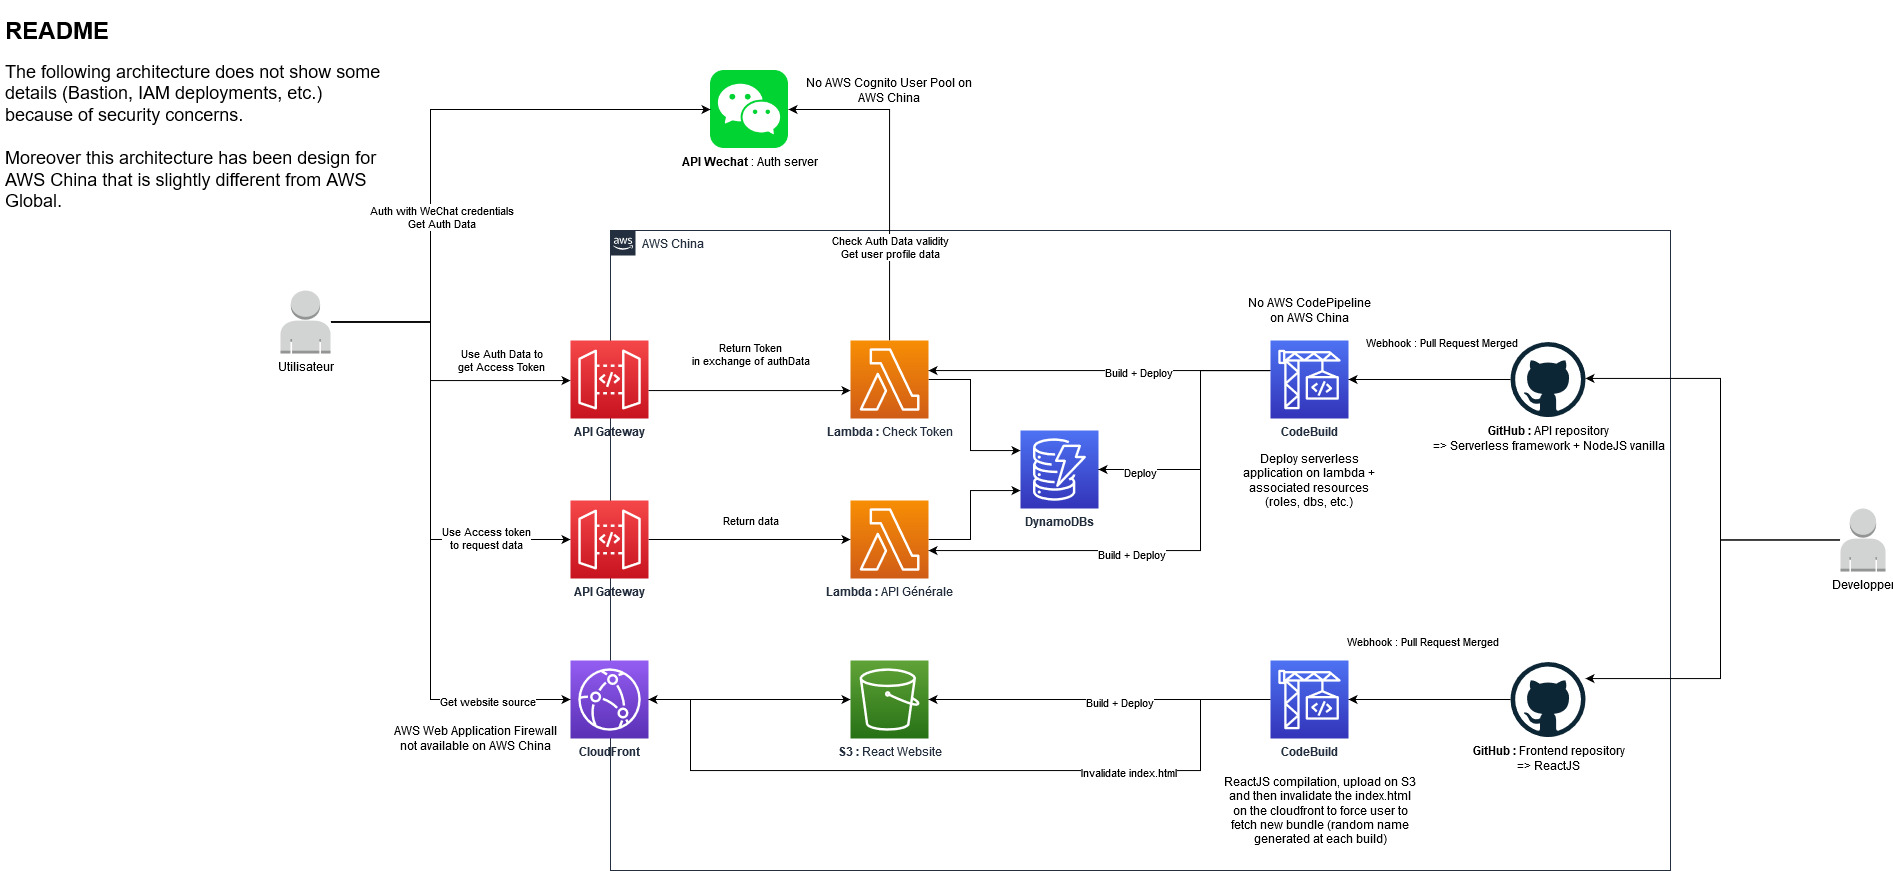 README
The following architecture does not show some
details (Bastion, IAM deployments, etc.)
because of security concerns.
Moreover this architecture has been design for
AWS China that is slightly different from AWS
Global.
No AWS Cognito User Pool on
AWS China
API Wechat : Auth server
Auth with WeChat credentials
Get Auth Data
aws
AWS China
Check Auth Data validity
Get user profile data
Utilisateur
Use Auth Data to
get Access Token
API Gateway
Return Token
in exchange of authData
Lambda : Check Token
Build + Deploy
No AWS CodePipeline
on AWS China
CodeBuild
Deploy serverless
application on lambda +
associated resources
(roles, dbs, etc.)
Webhook : Pull Request Merged
GitHub : API repository
=> Serverless framework + NodeJS vanilla
DynamoDBs
Deploy
Use Access token
to request data
API Gateway
Return data
Lambda : API Générale
Build + Deploy
Developper
Get website source
AWS Web Application Firewall
not available on AWS China
CloudFront
S3 : React Website
Build + Deploy
Invalidate index.html
CodeBuild
ReactJS compilation, upload on S3
and then invalidate the index.html
on the cloudfront to force user to
fetch new bundle (random name
generated at each build)
Webhook : Pull Request Merged
GitHub : Frontend repository
=> ReactJS